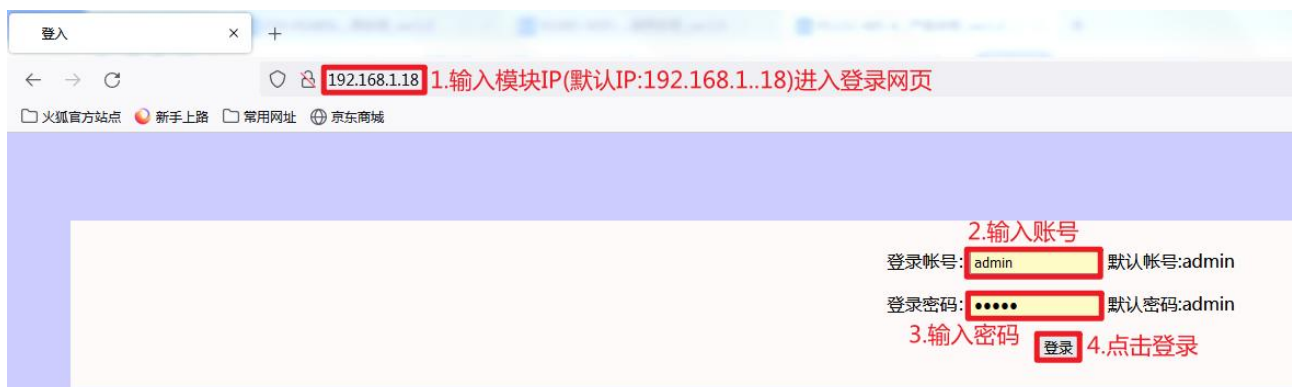 登入
192.168.1.18 1.输入模块IP(默认IP:192.168.1..18)进入登录网页
火狐官方站点 新手上路 常用网址 京东商城
2.输入账号
登录帐号: admin 默认帐号:admin
登录密码: ••••• 默认密码:admin
3.输入密码
登录 4.点击登录